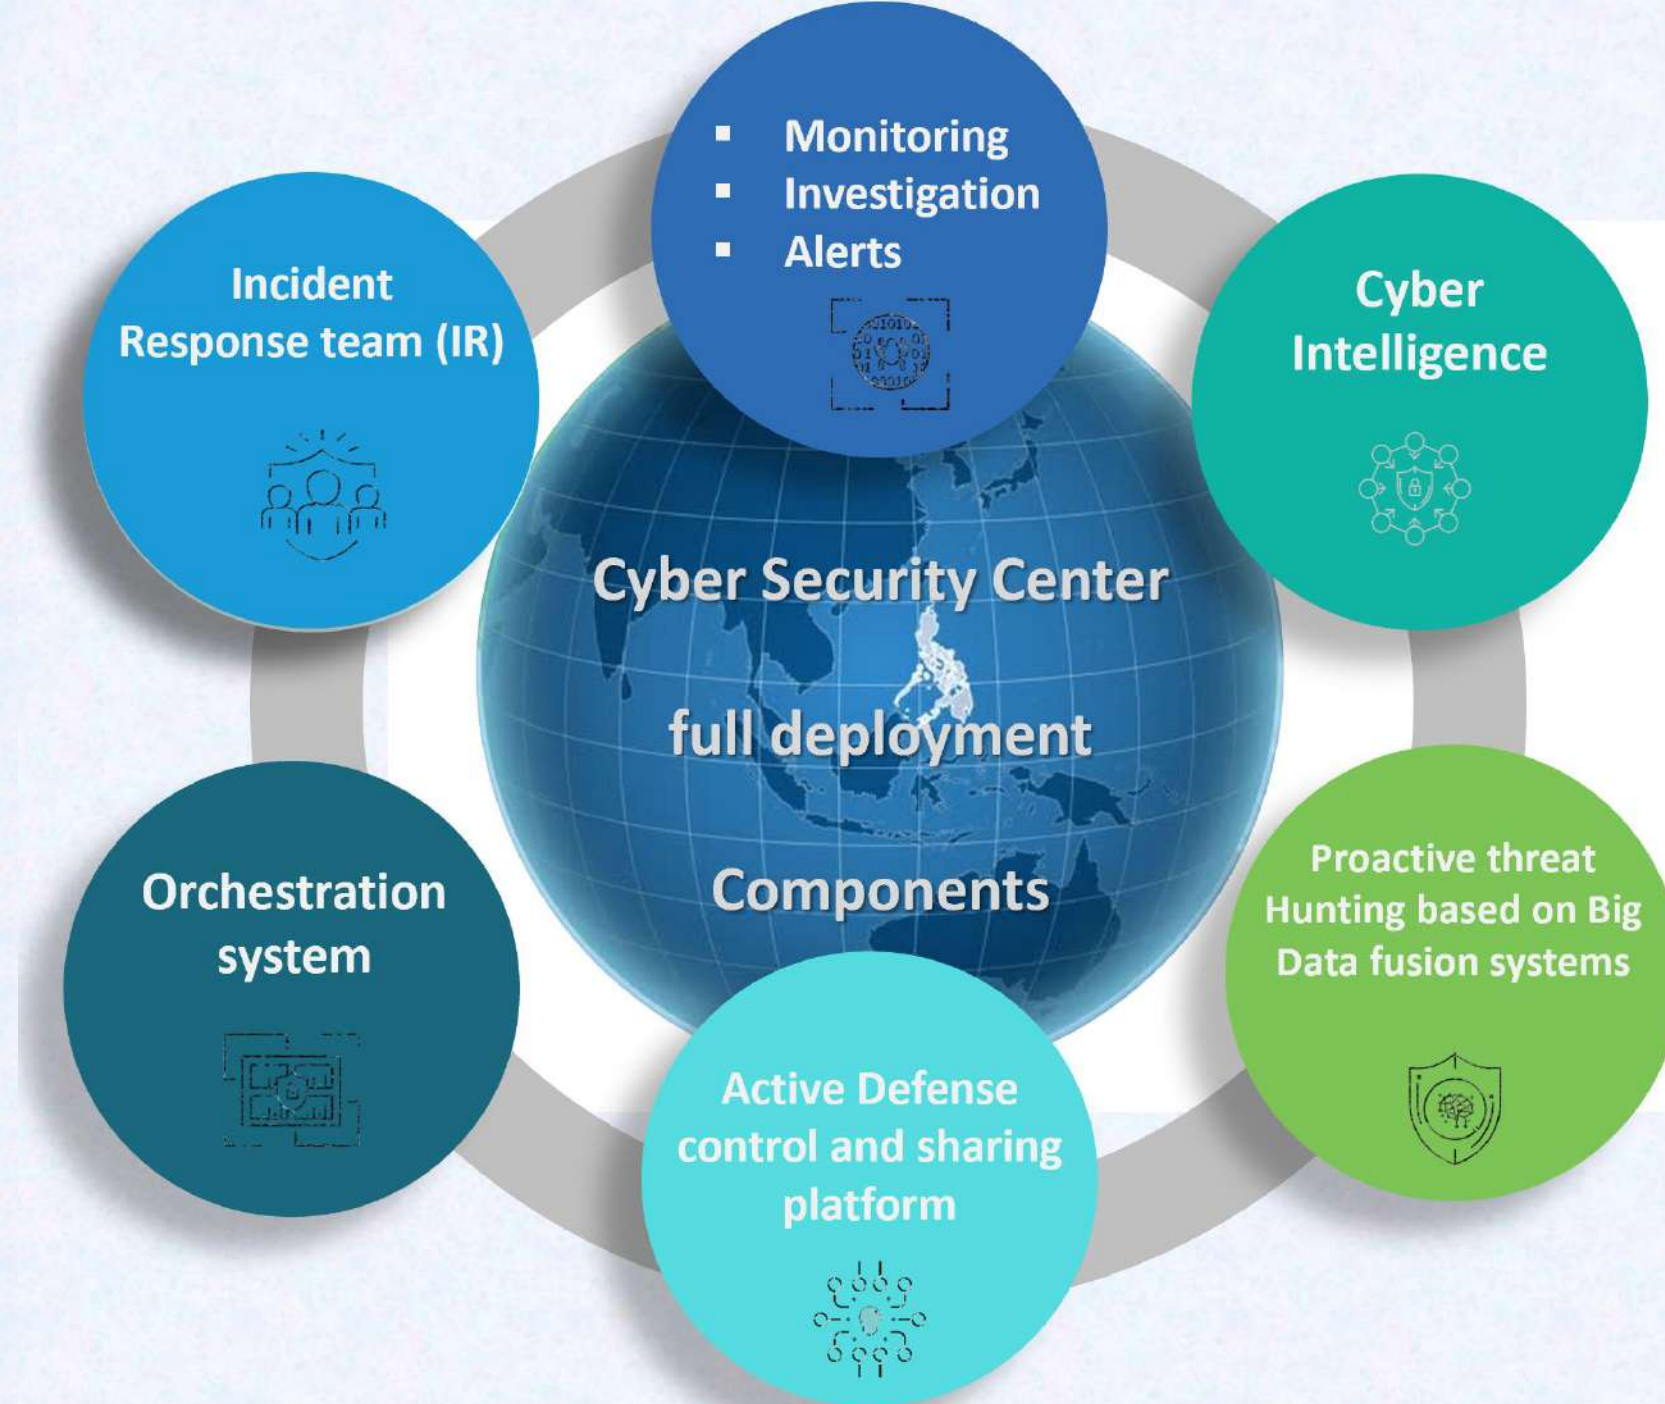 ▪ Monitoring
▪ Investigation
▪ Alerts
Incident
Response team (IR)
Cyber
Intelligence
Cyber Security Center
full deployment
Components
Orchestration
system
Proactive threat
Hunting based on Big
Data fusion systems
Active Defense
control and sharing
platform